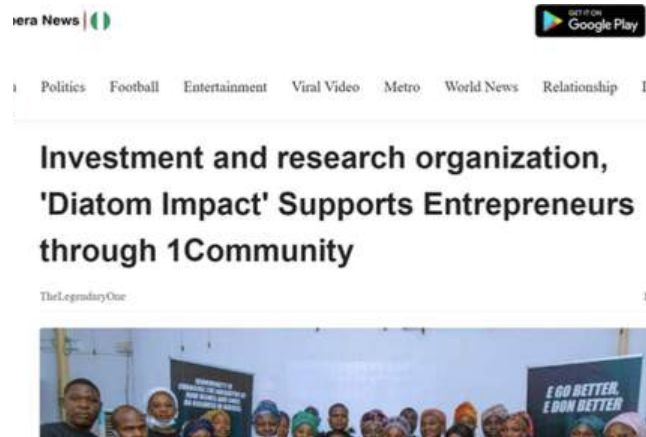 era News
GET IT ON
Google Play
Politics Football Entertainment Viral Video Metro World News Relationship
Investment and research organization,
'Diatom Impact' Supports Entrepreneurs
through 1Community
TheLegendaryOne
E GO BETTER,
E DON BETTER